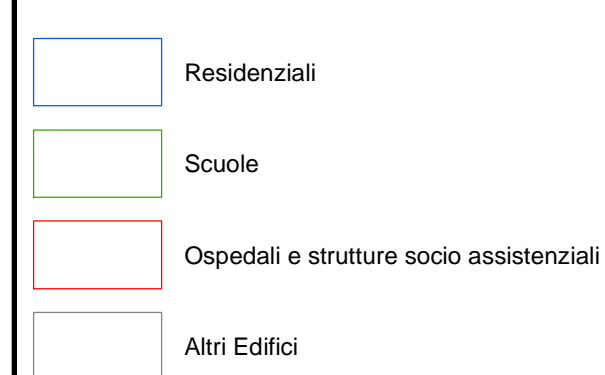 Residenziali
Scuole
Ospedali e strutture socio assistenziali
Altri Edifici